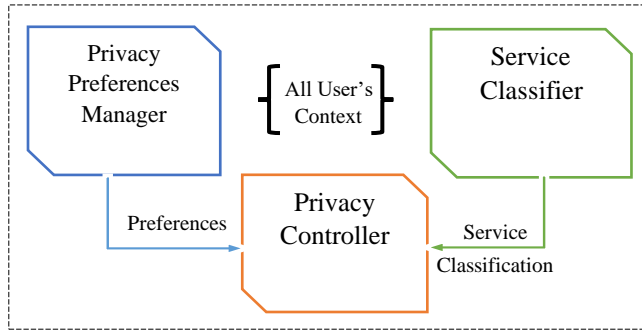 Privacy
Preferences
Manager
All User's
Context
Service
Classifier
Preferences
Privacy
Controller
Service
Classification